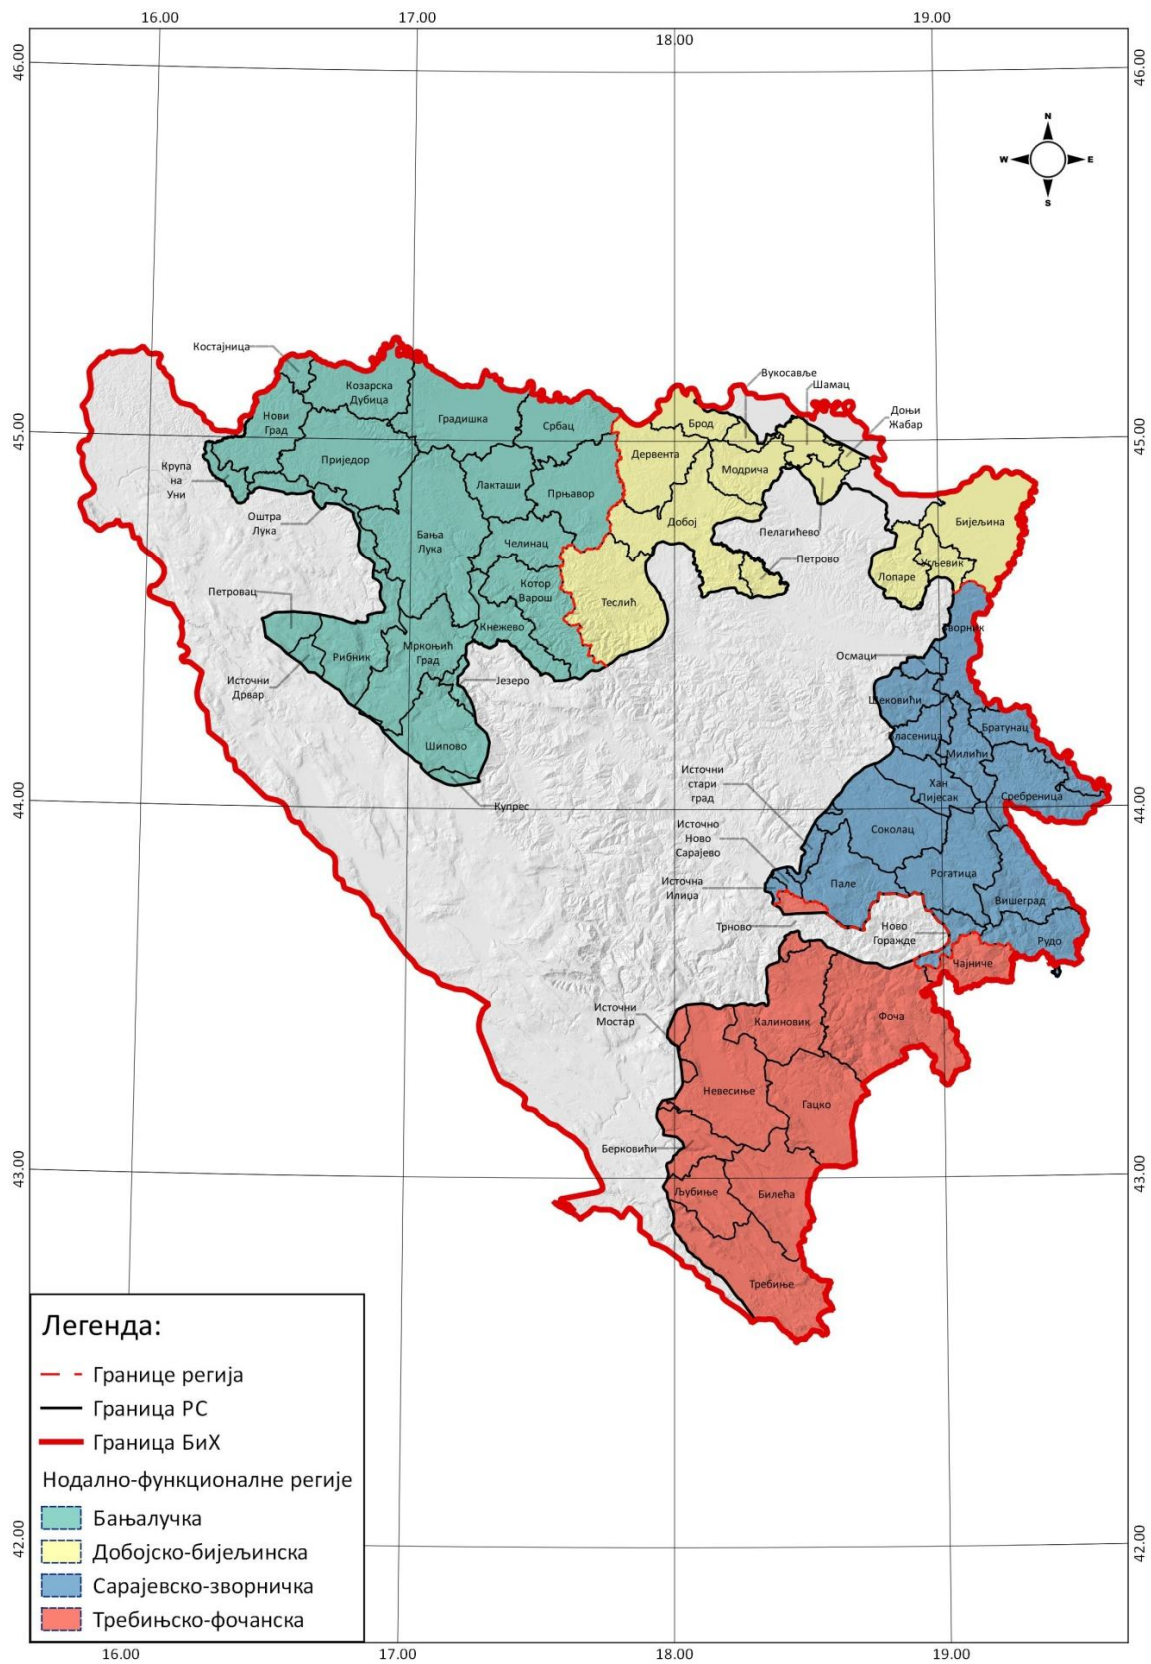 16.00
17.00
18.00
19.00
46.00
46.00
N
W
E
S
Костајница
Козарска
Дубица
Вукосавље
Шамац
Доњи
Жабар
Нови
Град
Градишка
Србац
Брод
45.00
45.00
Приједор
Дервента
Модрича
Крупа
на
Уни
Лакташи
Прњавор
Оштра
Лука
Бања
Лука
Добој
Пелагићево
Бијељина
Челинац
Петрово
Угљевик
Лопаре
Котор
Варош
Петровац
Теслић
Кнежево
Зворник
Мркоњић
Град
Рибник
Осмаци
Источни
Дрвар
Језеро
Шековићи
Братунац
Власеница
Шипово
Милићи
Источни
стари
град
Хан
Пијесак
Сребреница
44.00
44.00
Купрес
Источно
Ново
Сарајево
Соколац
Источна
Илиџа
Пале
Рогатица
Вишеград
Трново
Ново
Горажде
Рудо
Чајниче
Источни
Мостар
Калиновик
Фоча
Невесиње
Гацко
Берковићи
43.00
43.00
Љубиње
Билећа
Требиње
Легенда:
Границе регија
Граница РС
Граница БиХ
Нодално-функционалне регије
Бањалучка
Добојско-бијељинска
Сарајевско-зворничка
Требињско-фочанска
42.00
42.00
16.00
17.00
18.00
19.00